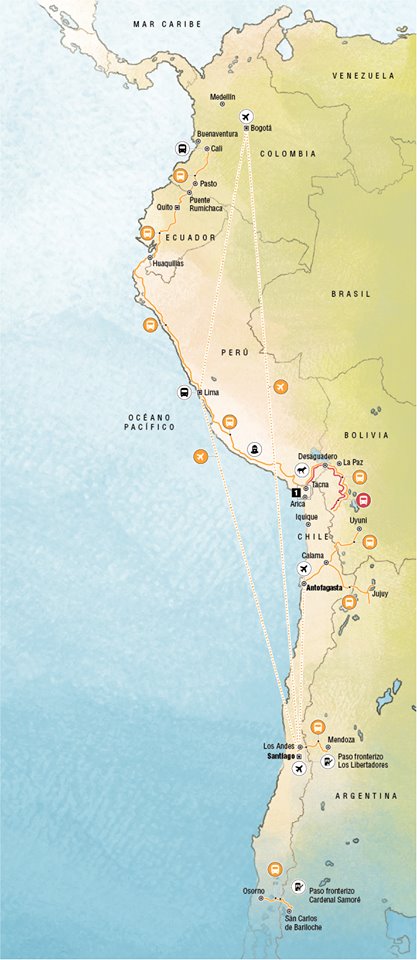 MAR CARIBE
VENEZUELA
Medellín
Bogotá
Buenaventura
Cali
COLOMBIA
Pasto
Puente
Rumichaca
Quito
ECUADOR
Huaquillas
BRASIL
PERÚ
Lima
OCÉANO
PACÍFICO
BOLIVIA
Desaguadero
La Paz
Tacna
1
Arica
Iquique
Uyuni
CHILE
Calama
Antofagasta
Jujuy
Los Andes
Mendoza
Santiago
Paso fronterizo
Los Libertadores
ARGENTINA
Osorno
Paso fronterizo
Cardenal Samoré
San Carlos
de Bariloche